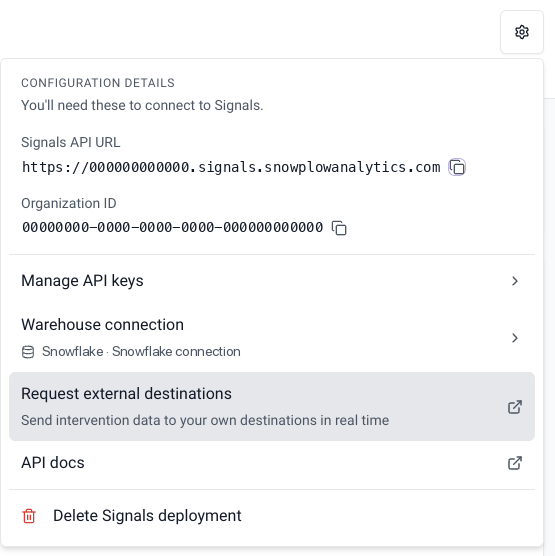 CONFIGURATION DETAILS
You'll need these to connect to Signals.
Signals API URL
https://000000000000.signals.snowplowanalytics.com
Organization ID
00000000-0000-0000-0000-000000000000
Manage API keys
Warehouse connection
Snowflake · Snowflake connection
Request external destinations
Send intervention data to your own destinations in real time
API docs
Delete Signals deployment